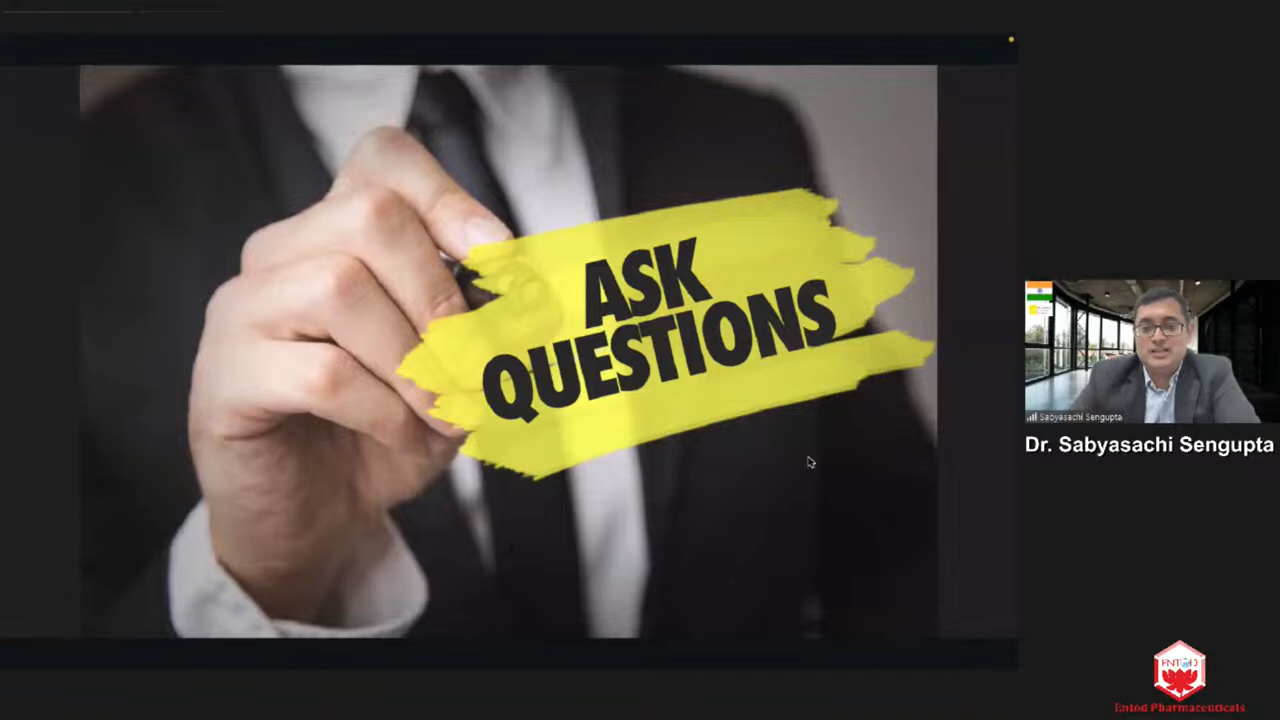 ASK
QUESTIONS
Sabyasachi Sengupta
Dr. Sabyasachi Sengupta
Entod Pharmaceuticals